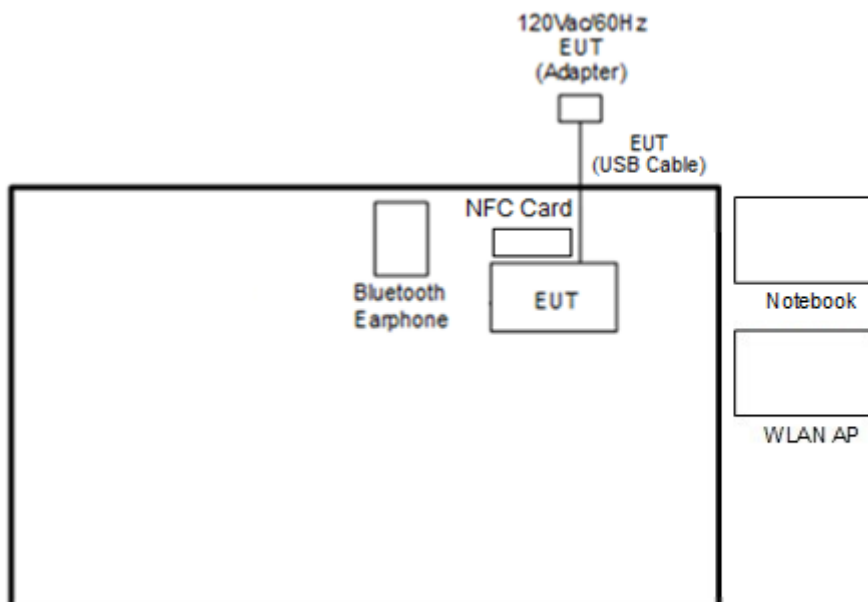 120Vac/60Hz
EUT
(Adapter)
EUT
(USB Cable)
NFC Card
Bluetooth
Earphone
EUT
Notebook
WLAN AP